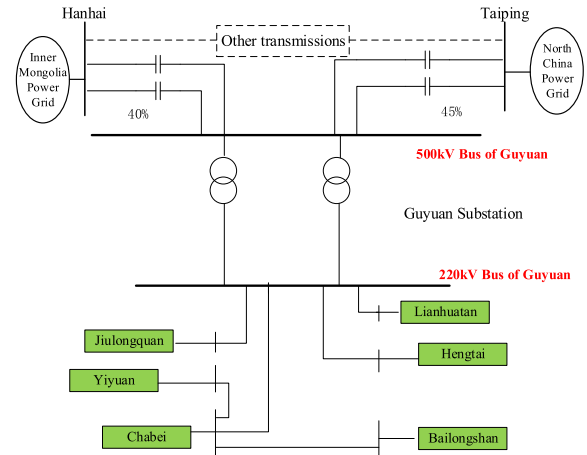 Hanhai
Taiping
Other transmissions
Inner
Mongolia
Power
Grid
North
China
Power
Grid
40%
45%
500kV Bus of Guyuan
Guyuan Substation
220kV Bus of Guyuan
Lianhuatan
Jiulongquan
Hengtai
Yiyuan
Chabei
Bailongshan